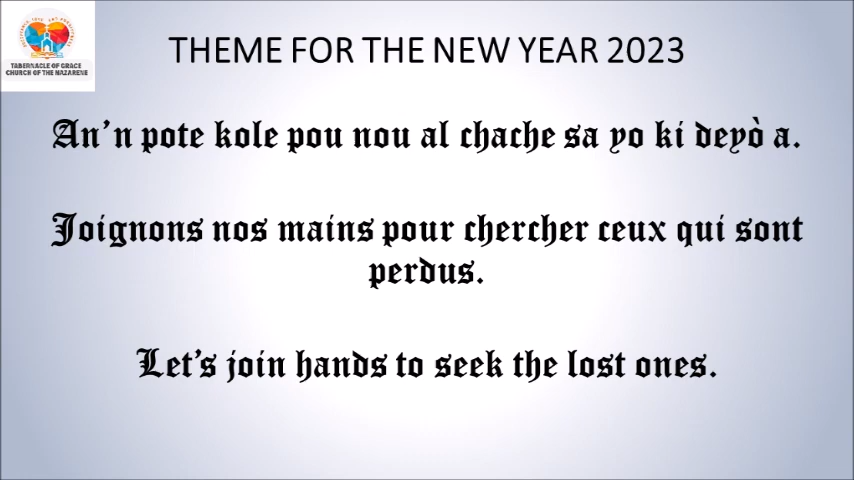 TABERNACLE OF GRACE
CHURCH OF THE NAZARENE
THEME FOR THE NEW YEAR 2023
An'n pote kole pou nou al chache sa yo ki deyò a.
Joignons nos mains pour chercher ceux qui sont
perdus.
Let's join hands to seek the lost ones.